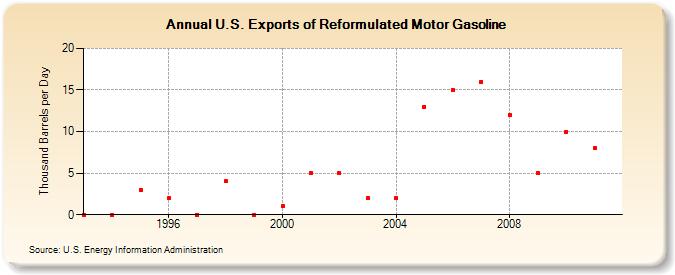 Annual U.S. Exports of Reformulated Motor Gasoline
Thousand Barrels per Day
20
15
10
5
0
1996 2000 2004 2008
Source: U.S. Energy Information Administration